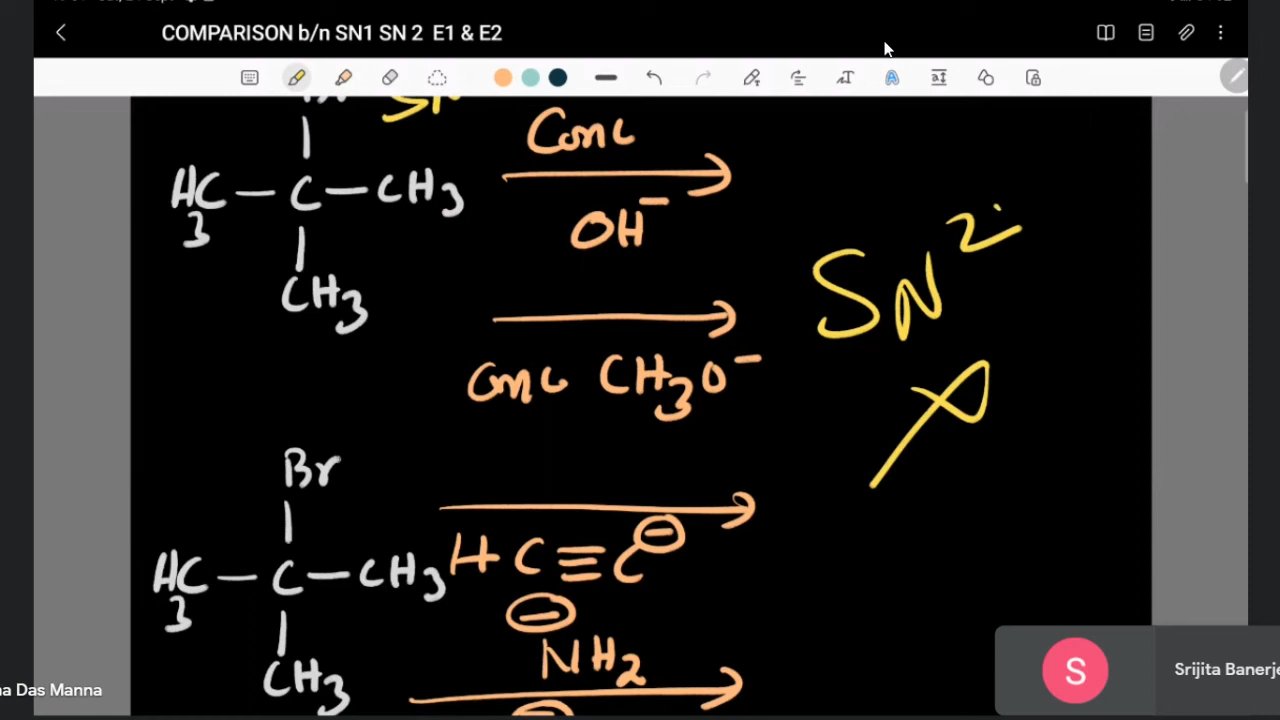 COMPARISON b/n SN1 SN 2 E1 & E2
SN
Conc
H3C — C — CH3
OH⁻
CH3
SN2
Conc CH3O⁻
Br
H3C — C — CH3
HC≡C⊖
⊖
NH2
CH3
S
Srijita Banerje
na Das Manna